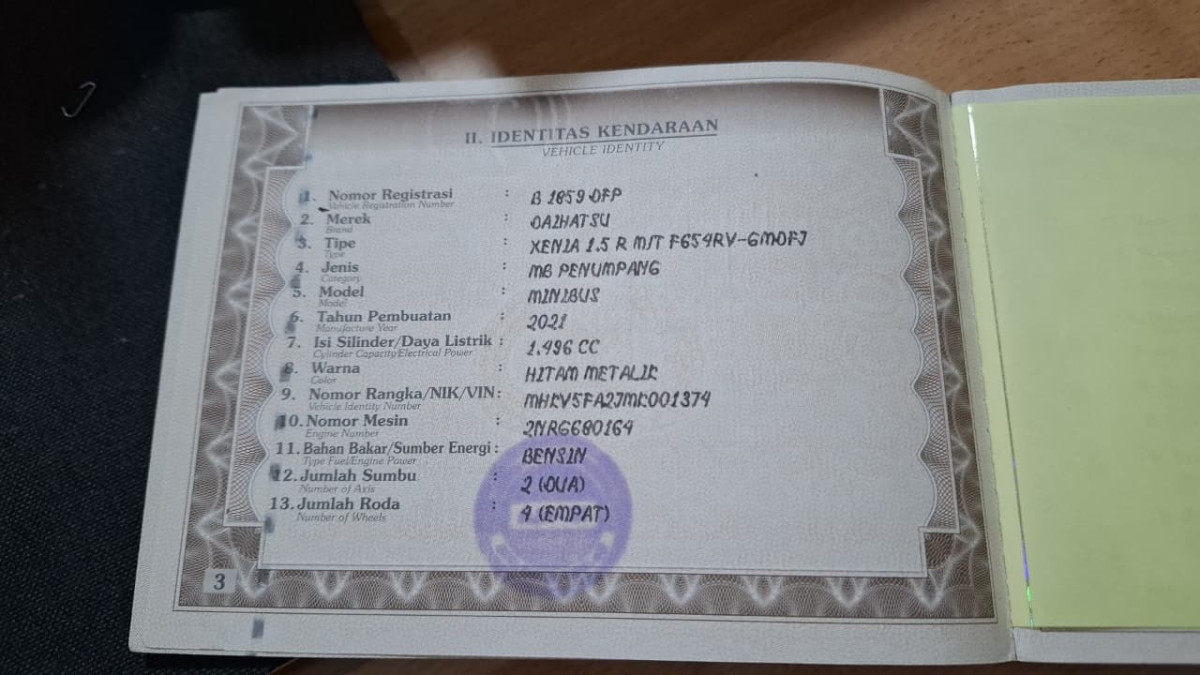 II. IDENTITAS KENDARAAN
VEHICLE IDENTITY
1. Nomor Registrasi : B 1859 DFP
Vehicle Registration Number
2. Merek : DAIHATSU
Brand
3. Tipe : XENIA 1.5 R M/T F654RV-GMDFJ
Type
4. Jenis : MB PENUMPANG
Category
5. Model : MINIBUS
Model
6. Tahun Pembuatan : 2021
Manufacture Year
7. Isi Silinder/Daya Listrik : 1.496 CC
Cylinder Capacity/Electrical Power
8. Warna : HITAM METALIK
Color
9. Nomor Rangka/NIK/VIN : MHKV5FA2JMK001374
Vehicle Identity Number
10. Nomor Mesin : 2NRG680164
Engine Number
11. Bahan Bakar/Sumber Energi : BENSIN
Type Fuel/Engine Power
12. Jumlah Sumbu : 2 (DUA)
Number of Axis
13. Jumlah Roda : 4 (EMPAT)
Number of Wheels
3